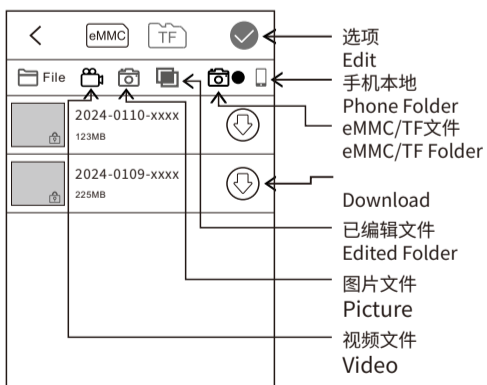 eMMC
TF
File
2024-0110-xxxx
123MB
2024-0109-xxxx
225MB
选项
Edit
手机本地
Phone Folder
eMMC/TF文件
eMMC/TF Folder
Download
已编辑文件
Edited Folder
图片文件
Picture
视频文件
Video